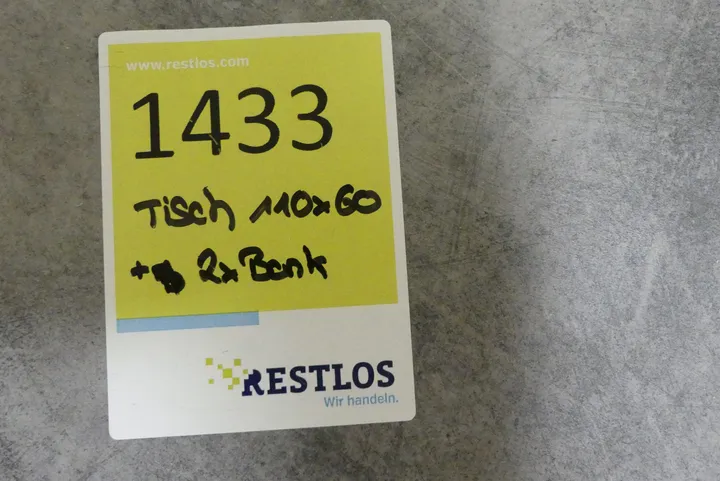 www.restlos.com
1433
Tisch 110x60
+ 2x Bank
RESTLOS
Wir handeln.